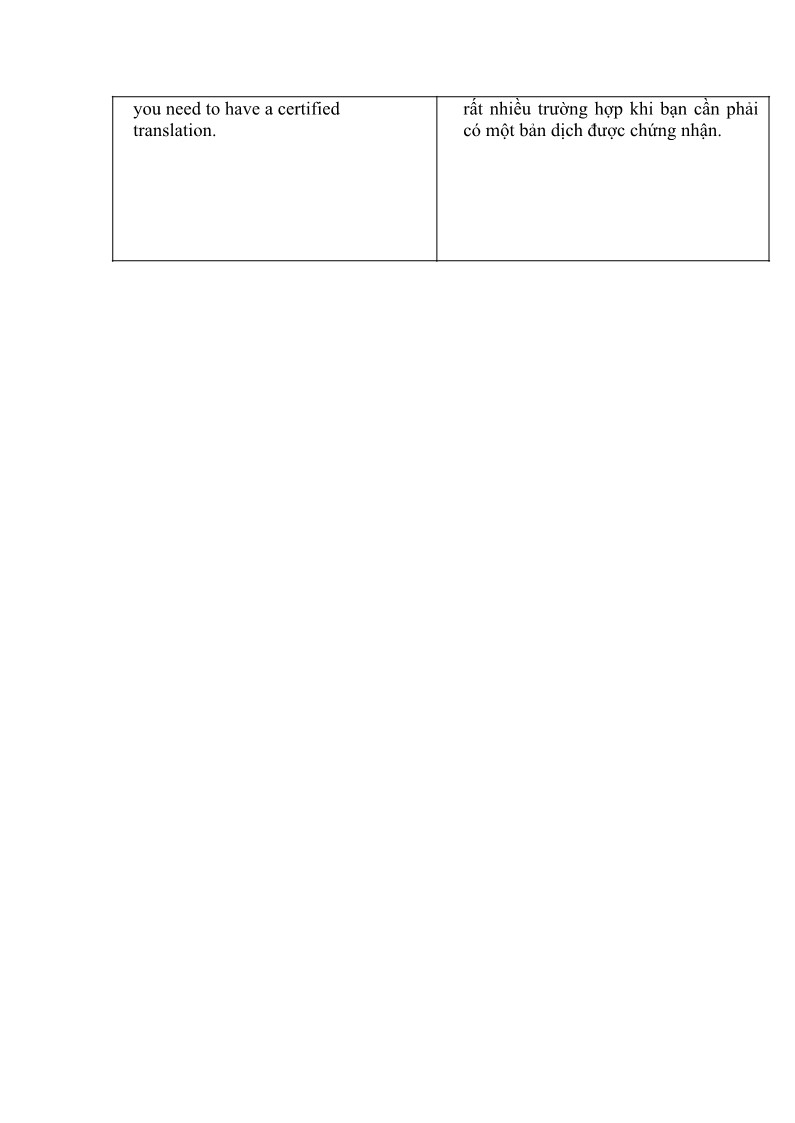 you need to have a certified
translation.
rất nhiều trường hợp khi bạn cần phải
có một bản dịch được chứng nhận.